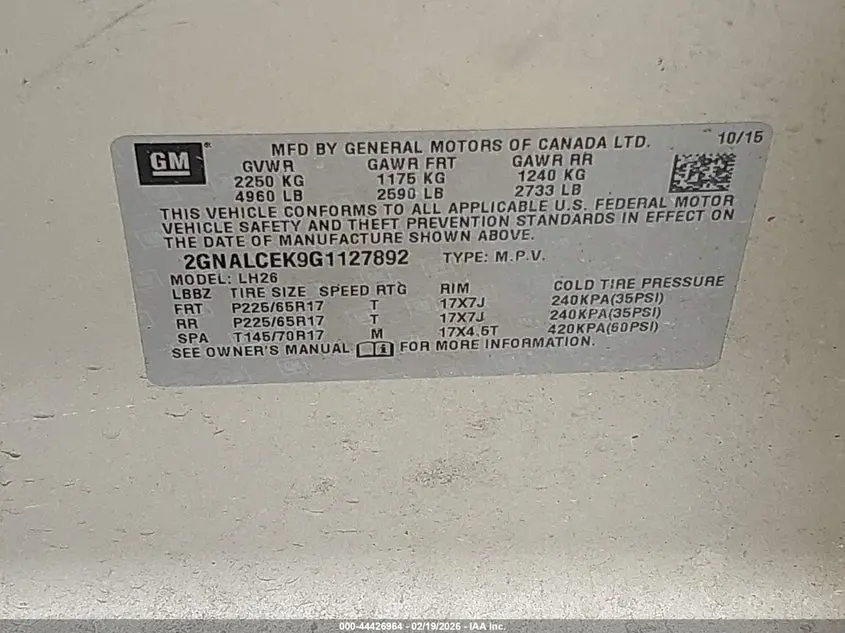 GM
MFD BY GENERAL MOTORS OF CANADA LTD. 10/15
GVWR GAWR FRT GAWR RR
2250 KG 1175 KG 1240 KG
4960 LB 2590 LB 2733 LB
THIS VEHICLE CONFORMS TO ALL APPLICABLE U.S. FEDERAL MOTOR
VEHICLE SAFETY AND THEFT PREVENTION STANDARDS IN EFFECT ON
THE DATE OF MANUFACTURE SHOWN ABOVE.
2GNALCEK9G1127892 TYPE: M.P.V.
MODEL: LH26
LBBZ TIRE SIZE SPEED RTG RIM COLD TIRE PRESSURE
FRT P225/65R17 T 17X7J 240KPA(35PSI)
RR P225/65R17 T 17X7J 240KPA(35PSI)
SPA T145/70R17 M 17X4.5T 420KPA(60PSI)
SEE OWNER'S MANUAL FOR MORE INFORMATION.
000-44426964 - 02/19/2026 - IAA Inc.